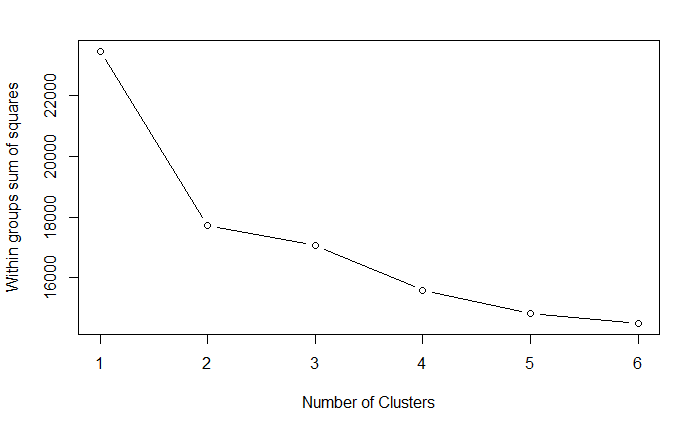 Within groups sum of squares
22000
20000
18000
16000
1 2 3 4 5 6
Number of Clusters